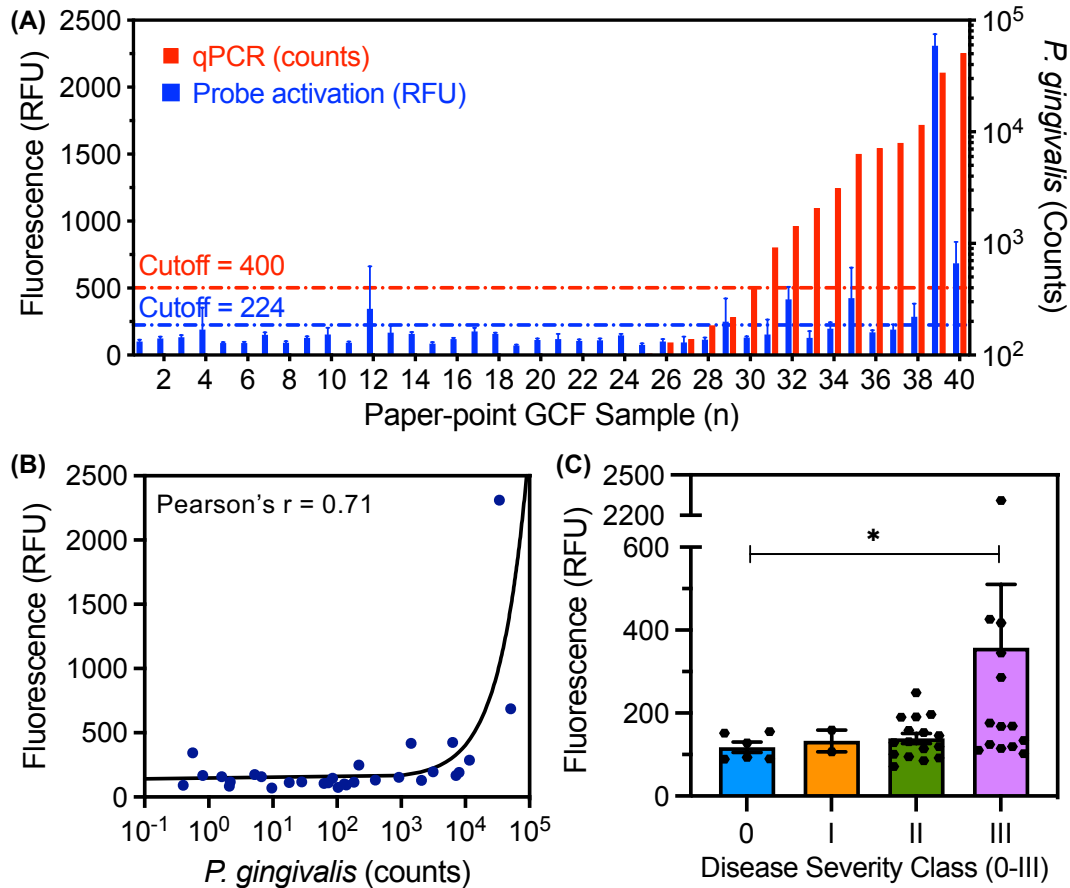 (A)
2500
2000
1500
1000
500
0
Fluorescence (RFU)
qPCR (counts)
Probe activation (RFU)
Cutoff = 400
Cutoff = 224
10^5
10^4
10^3
10^2
P. gingivalis (Counts)
2 4 6 8 10 12 14 16 18 20 22 24 26 28 30 32 34 36 38 40
Paper-point GCF Sample (n)
(B)
2500
2000
1500
1000
500
0
Fluorescence (RFU)
Pearson's r = 0.71
10^-1 10^0 10^1 10^2 10^3 10^4 10^5
P. gingivalis (counts)
(C)
2500
2200
600
400
200
0
Fluorescence (RFU)
*
0 I II III
Disease Severity Class (0-III)